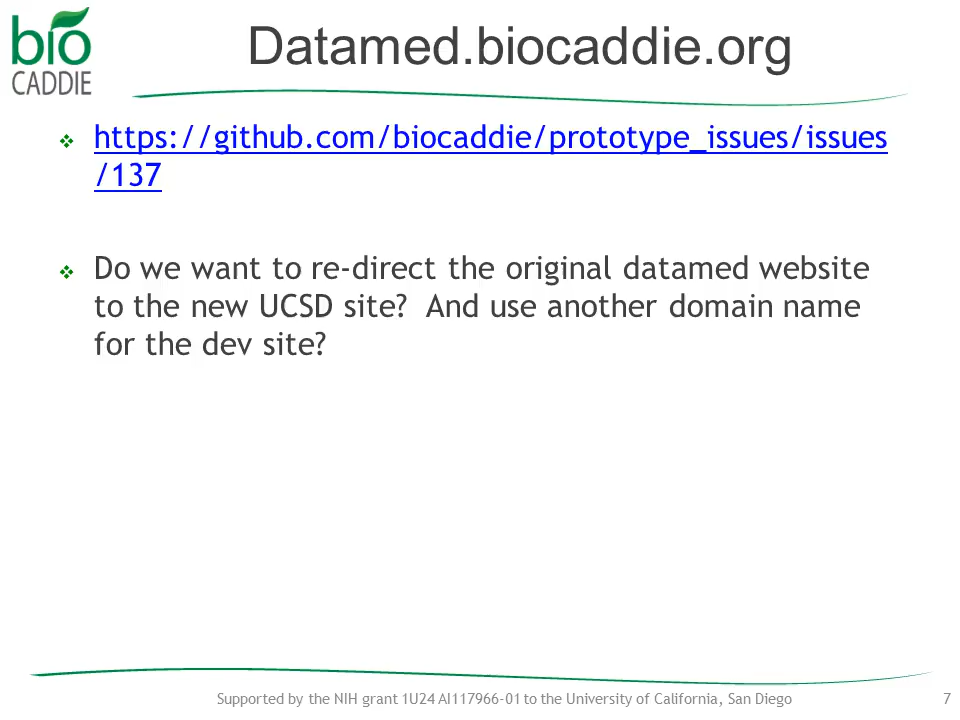 bio
CADDIE
Datamed.biocaddie.org
https://github.com/biocaddie/prototype_issues/issues
/137
Do we want to re-direct the original datamed website
to the new UCSD site?  And use another domain name
for the dev site?
Supported by the NIH grant 1U24 AI117966-01 to the University of California, San Diego
7